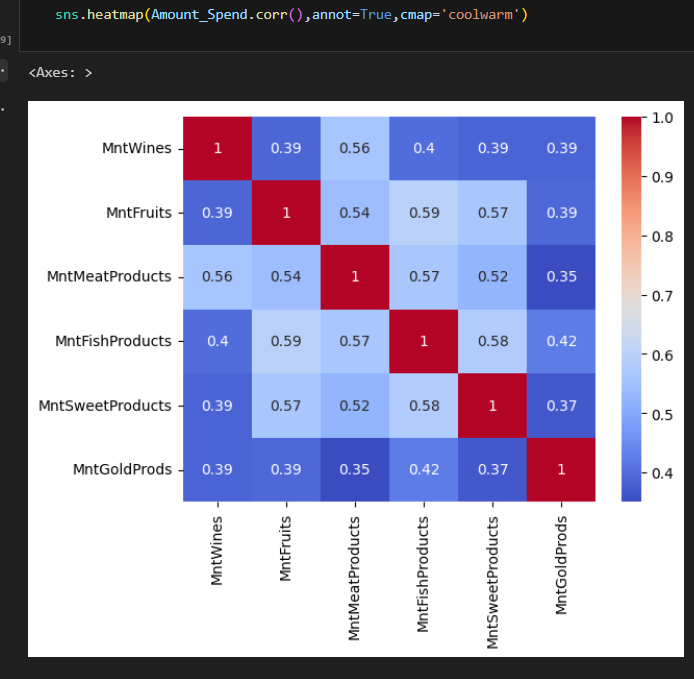 sns.heatmap(Amount_Spend.corr(),annot=True,cmap='coolwarm')
9]
<Axes: >
MntWines 1 0.39 0.56 0.4 0.39 0.39
MntFruits 0.39 1 0.54 0.59 0.57 0.39
MntMeatProducts 0.56 0.54 1 0.57 0.52 0.35
MntFishProducts 0.4 0.59 0.57 1 0.58 0.42
MntSweetProducts 0.39 0.57 0.52 0.58 1 0.37
MntGoldProds 0.39 0.39 0.35 0.42 0.37 1
MntWines
MntFruits
MntMeatProducts
MntFishProducts
MntSweetProducts
MntGoldProds
1.0
0.9
0.8
0.7
0.6
0.5
0.4